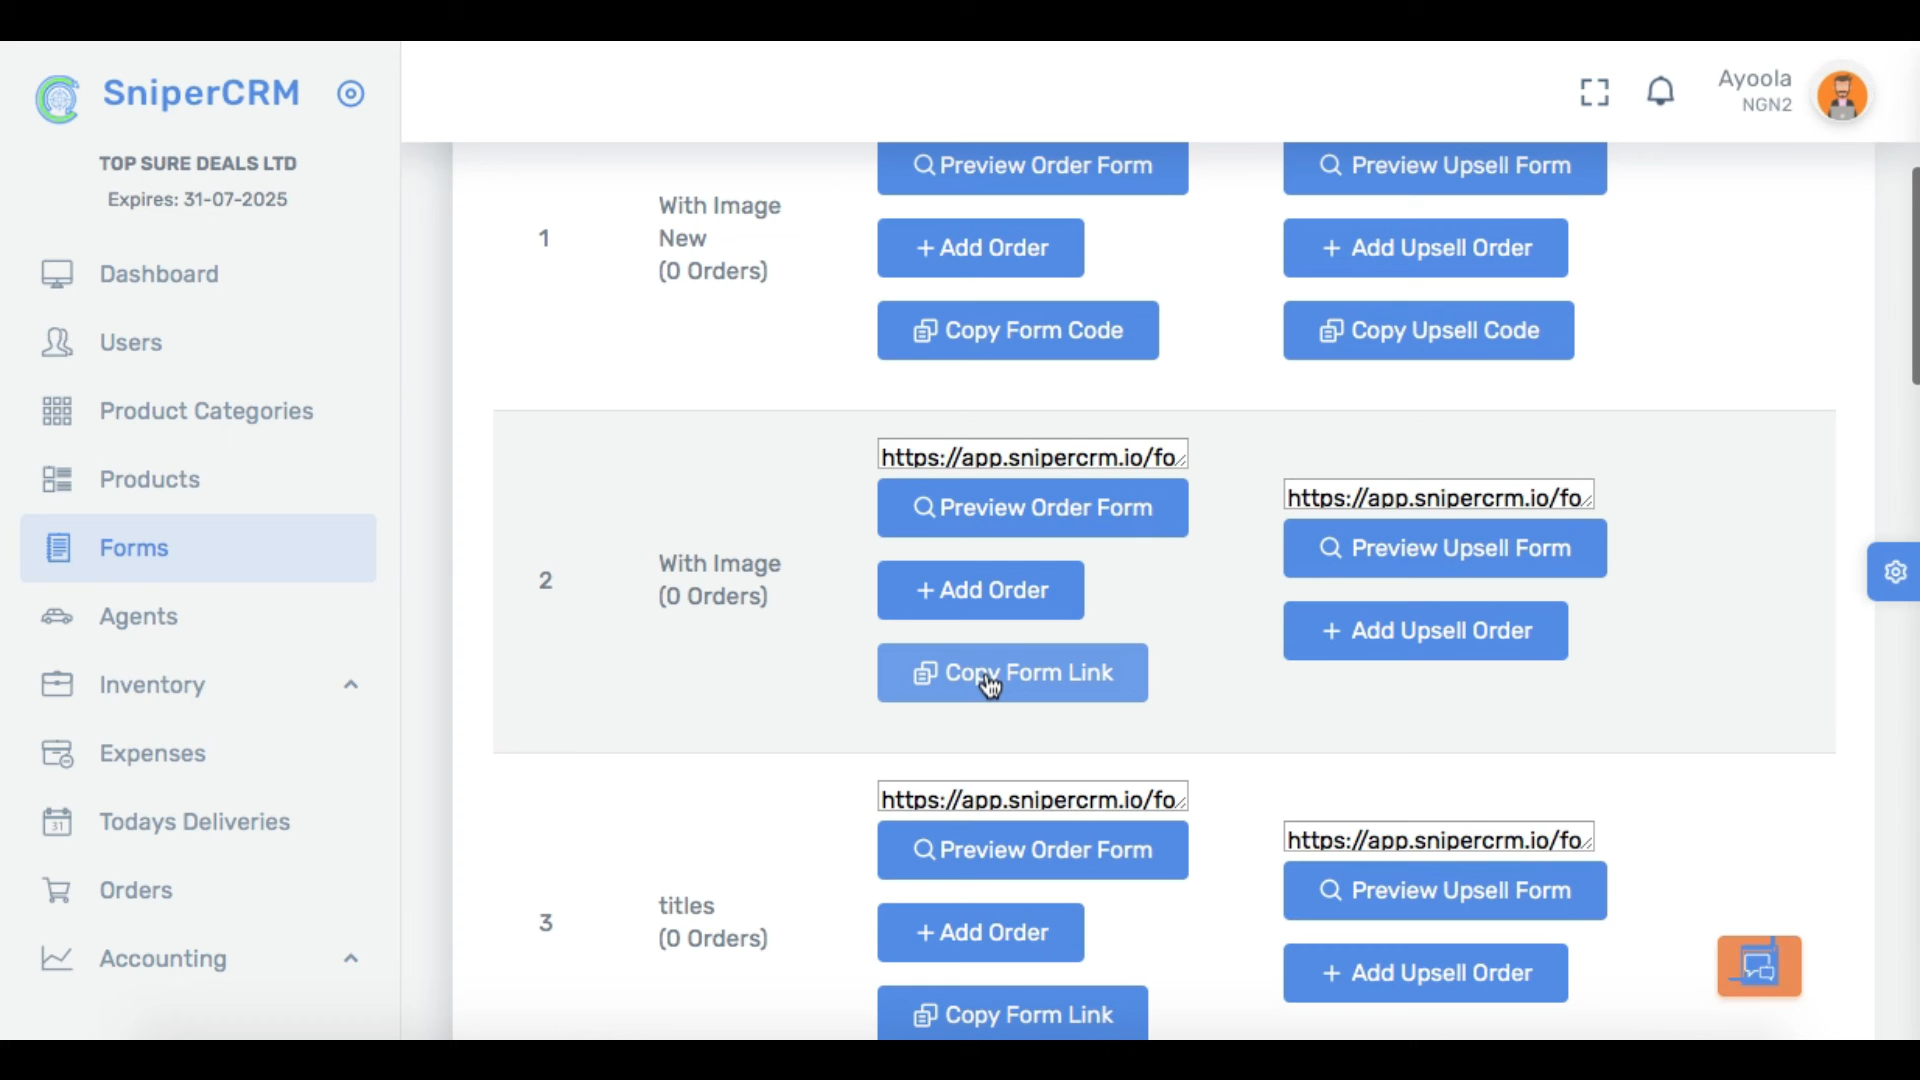 SniperCRM
TOP SURE DEALS LTD
Expires: 31-07-2025
Dashboard
Users
Product Categories
Products
Forms
Agents
Inventory
Expenses
31
Todays Deliveries
Orders
Accounting
Ayoola
NGN2
1
With Image
New
(0 Orders)
Preview Order Form
+ Add Order
Copy Form Code
Preview Upsell Form
+ Add Upsell Order
Copy Upsell Code
2
With Image
(0 Orders)
https://app.snipercrm.io/fo
Preview Order Form
+ Add Order
Copy Form Link
https://app.snipercrm.io/fo
Preview Upsell Form
+ Add Upsell Order
3
titles
(0 Orders)
https://app.snipercrm.io/fo
Preview Order Form
+ Add Order
Copy Form Link
https://app.snipercrm.io/fo
Preview Upsell Form
+ Add Upsell Order